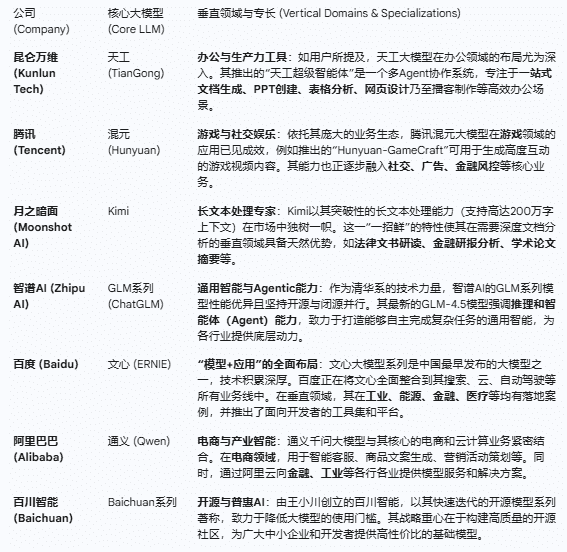 公司 核心大模型 垂直领域与专长 (Vertical Domains & Specializations)
(Company) (Core LLM)
昆仑万维 天工 办公与生产力工具：如用户所提及，天工大模型在办公领域的布局尤为深
(Kunlun (TianGong) 入。其推出的“天工超级智能体”是一个多Agent协作系统，专注于一站式
Tech) 文档生成、PPT创建、表格分析、网页设计乃至播客制作等高效办公场
景。
腾讯 混元 游戏与社交娱乐：依托其庞大的业务生态，腾讯混元大模型在游戏领域的
(Tencent) (Hunyuan) 应用已见成效，例如推出的“Hunyuan-GameCraft”可用于生成高度互动
的游戏视频内容。其能力也正逐步融入社交、广告、金融风控等核心业
务。
月之暗面 Kimi 长文本处理专家：Kimi以其突破性的长文本处理能力（支持高达200万字
(Moonshot 上下文）在市场中独树一帜。这一“一招鲜”的特性使其在需要深度文档分
AI) 析的垂直领域具备天然优势，如法律文书研读、金融研报分析、学术论文
摘要等。
智谱AI (Zhipu GLM系列 通用智能与Agentic能力：作为清华系的技术力量，智谱AI的GLM系列模
AI) (ChatGLM) 型性能优异且坚持开源与闭源并行。其最新的GLM-4.5模型强调推理和智
能体（Agent）能力，致力于打造能够自主完成复杂任务的通用智能，为
各行业提供底层动力。
百度 (Baidu) 文心 (ERNIE) “模型+应用”的全面布局：文心大模型系列是中国最早发布的大模型之
一，技术积累深厚。百度正在将文心全面整合到其搜索、云、自动驾驶等
所有业务线中。在垂直领域，其在工业、能源、金融、医疗等均有落地案
例，并推出了面向开发者的工具集和平台。
阿里巴巴 通义 (Qwen) 电商与产业智能：通义千问大模型与其核心的电商和云计算业务紧密结
(Alibaba) 合。在电商领域，用于智能客服、商品文案生成、营销活动策划等。同
时，通过阿里云向金融、工业等各行各业提供模型服务和解决方案。
百川智能 Baichuan系列 开源与普惠AI：由王小川创立的百川智能，以其快速迭代的开源模型系列
(Baichuan) 著称，致力于降低大模型的使用门槛。其战略重心在于构建高质量的开源
社区，为广大中小企业和开发者提供高性价比的基础模型。